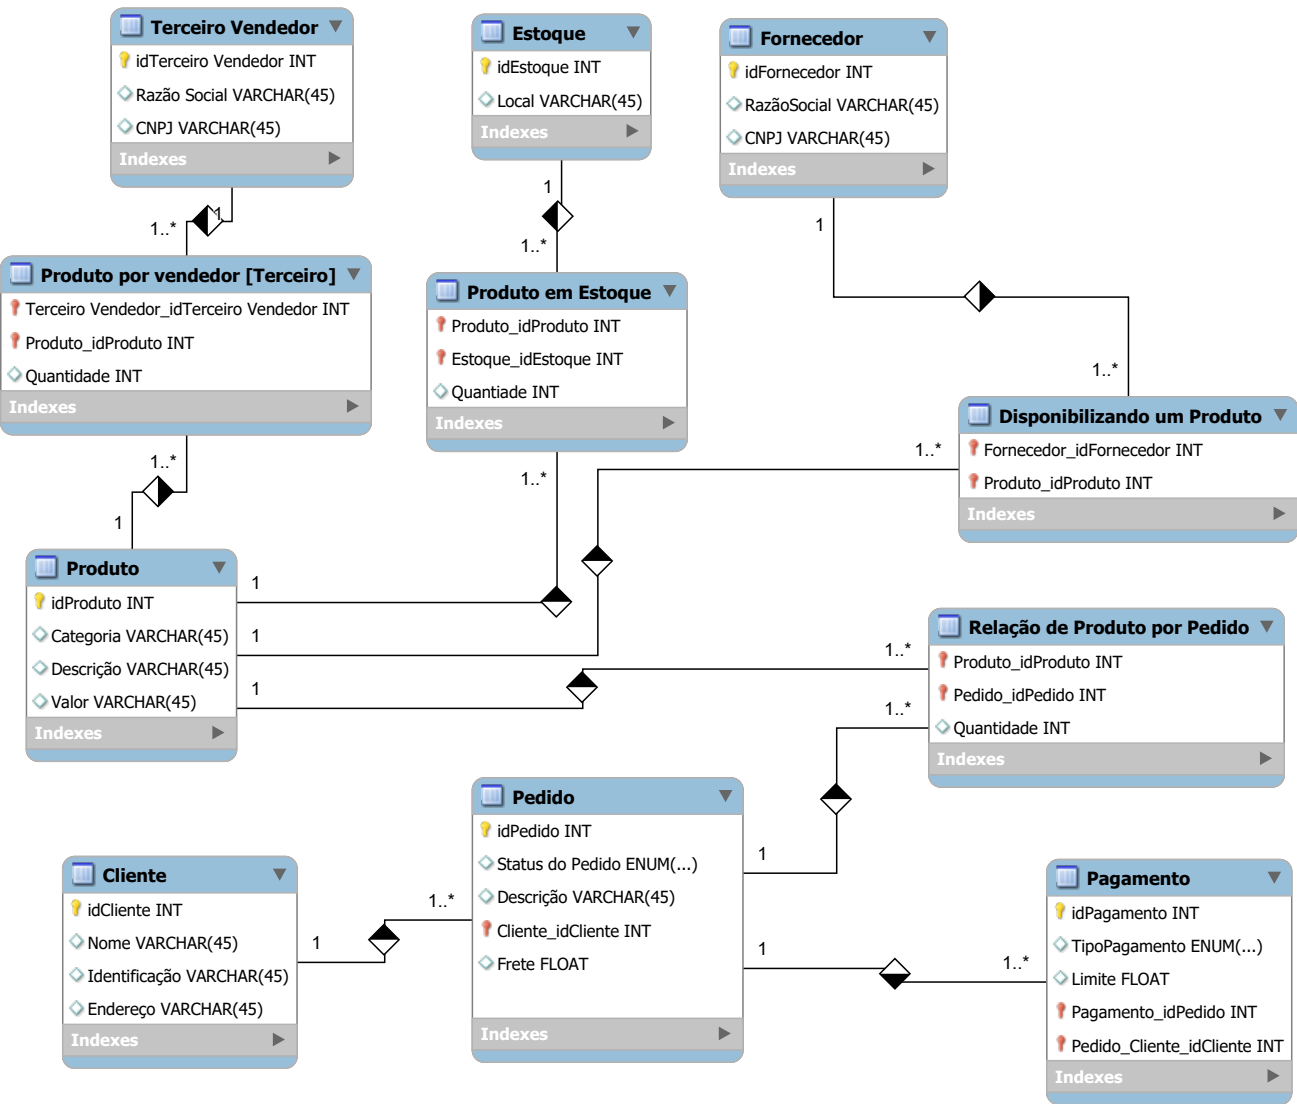 Terceiro Vendedor
idTerceiro Vendedor INT
Razão Social VARCHAR(45)
CNPJ VARCHAR(45)
Indexes
Estoque
idEstoque INT
Local VARCHAR(45)
Indexes
Fornecedor
idFornecedor INT
RazãoSocial VARCHAR(45)
CNPJ VARCHAR(45)
Indexes
1
1..*
1
1..*
1
1..*
Produto por vendedor [Terceiro]
Terceiro Vendedor_idTerceiro Vendedor INT
Produto_idProduto INT
Quantidade INT
Indexes
Produto em Estoque
Produto_idProduto INT
Estoque_idEstoque INT
Quantiade INT
Indexes
Disponibilizando um Produto
Fornecedor_idFornecedor INT
Produto_idProduto INT
Indexes
1..*
1
1..*
1..*
Produto
idProduto INT
Categoria VARCHAR(45)
Descrição VARCHAR(45)
Valor VARCHAR(45)
Indexes
1
1
1
1..*
1..*
Relação de Produto por Pedido
Produto_idProduto INT
Pedido_idPedido INT
Quantidade INT
Indexes
Pedido
idPedido INT
Status do Pedido ENUM(...)
Descrição VARCHAR(45)
Cliente_idCliente INT
Frete FLOAT
Indexes
1
1
1..*
Cliente
idCliente INT
Nome VARCHAR(45)
Identificação VARCHAR(45)
Endereço VARCHAR(45)
Indexes
1
1..*
Pagamento
idPagamento INT
TipoPagamento ENUM(...)
Limite FLOAT
Pagamento_idPedido INT
Pedido_Cliente_idCliente INT
Indexes